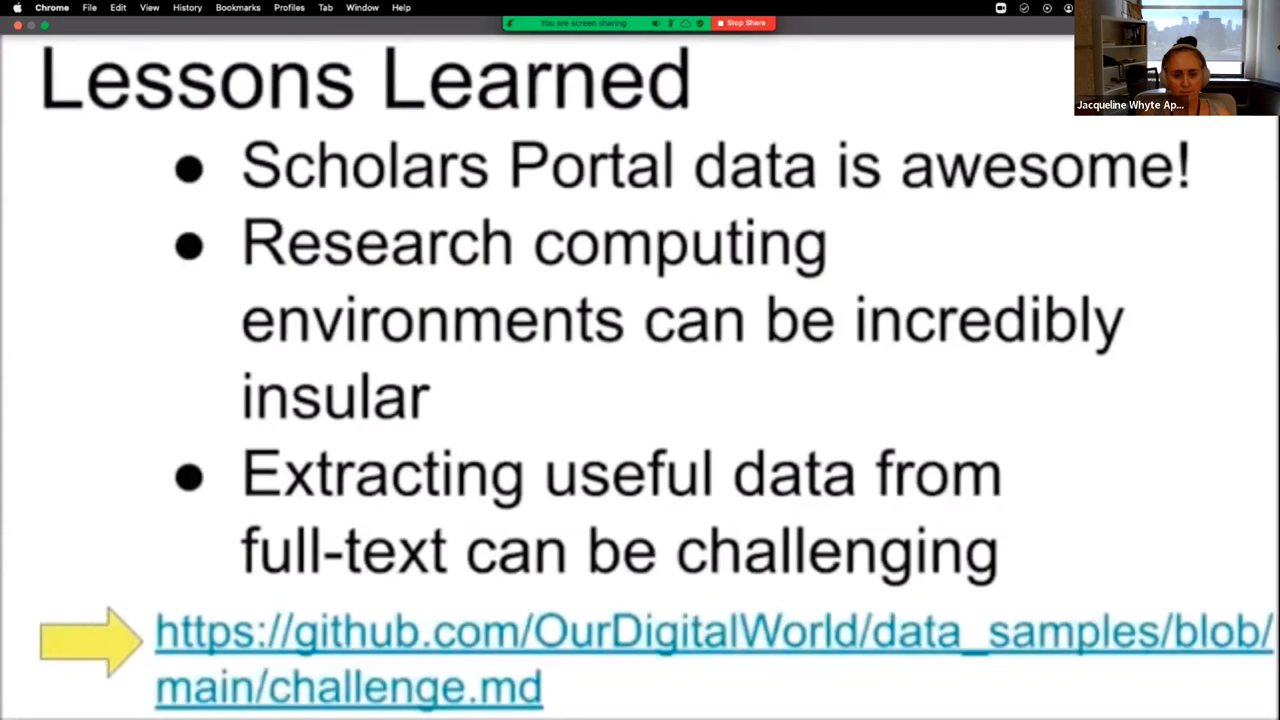 Chrome File Edit View History Bookmarks Profiles Tab Window Help
You are screen sharing Stop Share
Jacqueline Whyte Ap...
Lessons Learned
● Scholars Portal data is awesome!
● Research computing
environments can be incredibly
insular
● Extracting useful data from
full-text can be challenging
https://github.com/OurDigitalWorld/data_samples/blob/
main/challenge.md